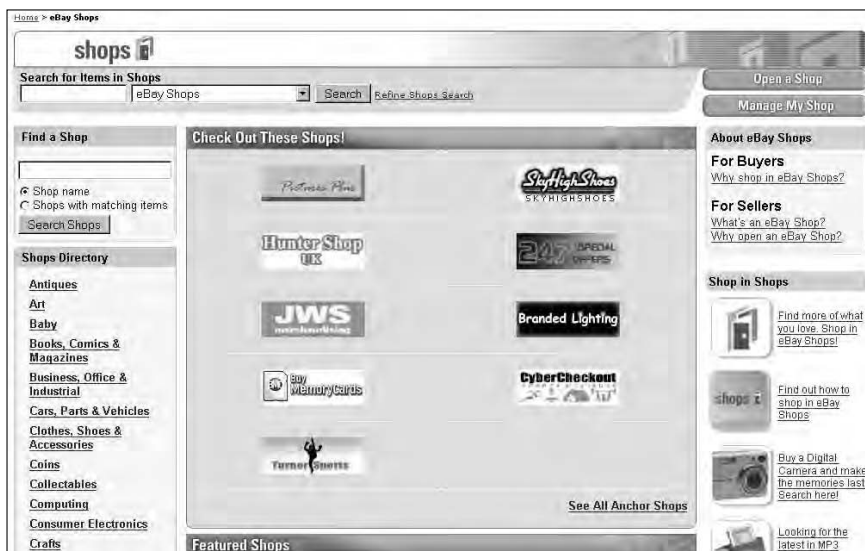 Home > eBay Shops
shops
Search for Items in Shops
eBay Shops
Search
Refine Shops Search
Open a Shop
Manage My Shop
Find a Shop
Shop name
Shops with matching items
Search Shops
Shops Directory
Antiques
Art
Baby
Books, Comics &
Magazines
Business, Office &
Industrial
Cars, Parts & Vehicles
Clothes, Shoes &
Accessories
Coins
Collectables
Computing
Consumer Electronics
Crafts
Check Out These Shops!
Pictures Plus
SkyHighShoes
SKYHIGHSHOES
Hunter Shop
UK
247 SPECIAL
OFFERS
JWS
merchandising
Branded Lighting
Buy
MemoryCards
CyberCheckout
Turner Sports
See All Anchor Shops
Featured Shops
About eBay Shops
For Buyers
Why shop in eBay Shops?
For Sellers
What's an eBay Shop?
Why open an eBay Shop?
Shop in Shops
Find more of what
you love. Shop in
eBay Shops!
shops
Find out how to
shop in eBay
Shops
Buy a Digital
Camera and make
the memories last
Search here!
Looking for the
latest in MP3